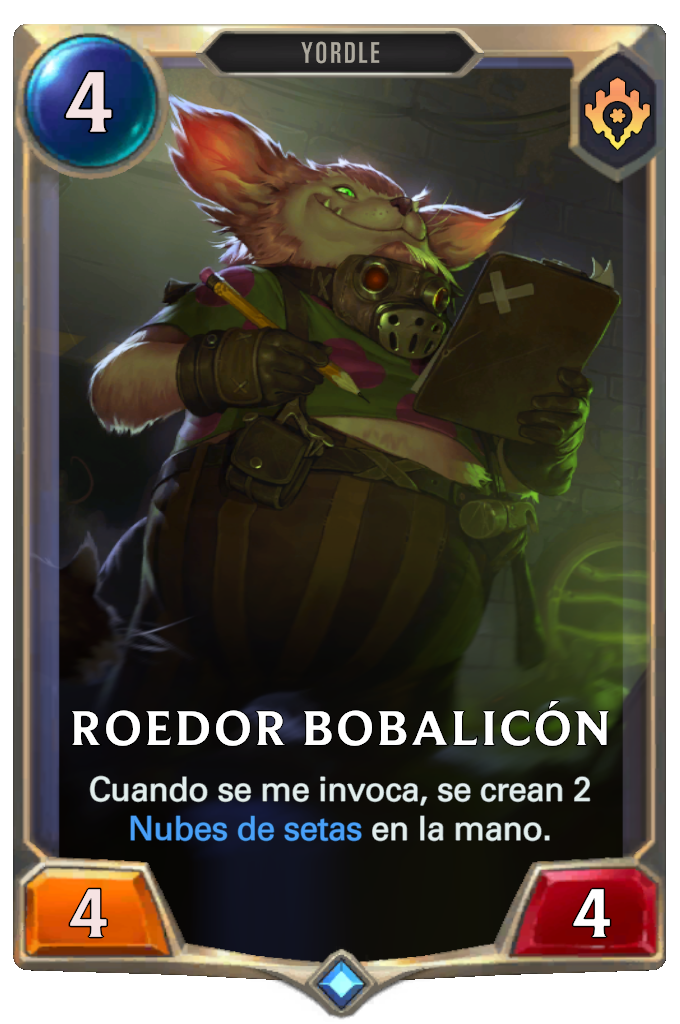 YORDLE
4
ROEDOR BOBALICÓN
Cuando se me invoca, se crean 2
Nubes de setas en la mano.
4
4